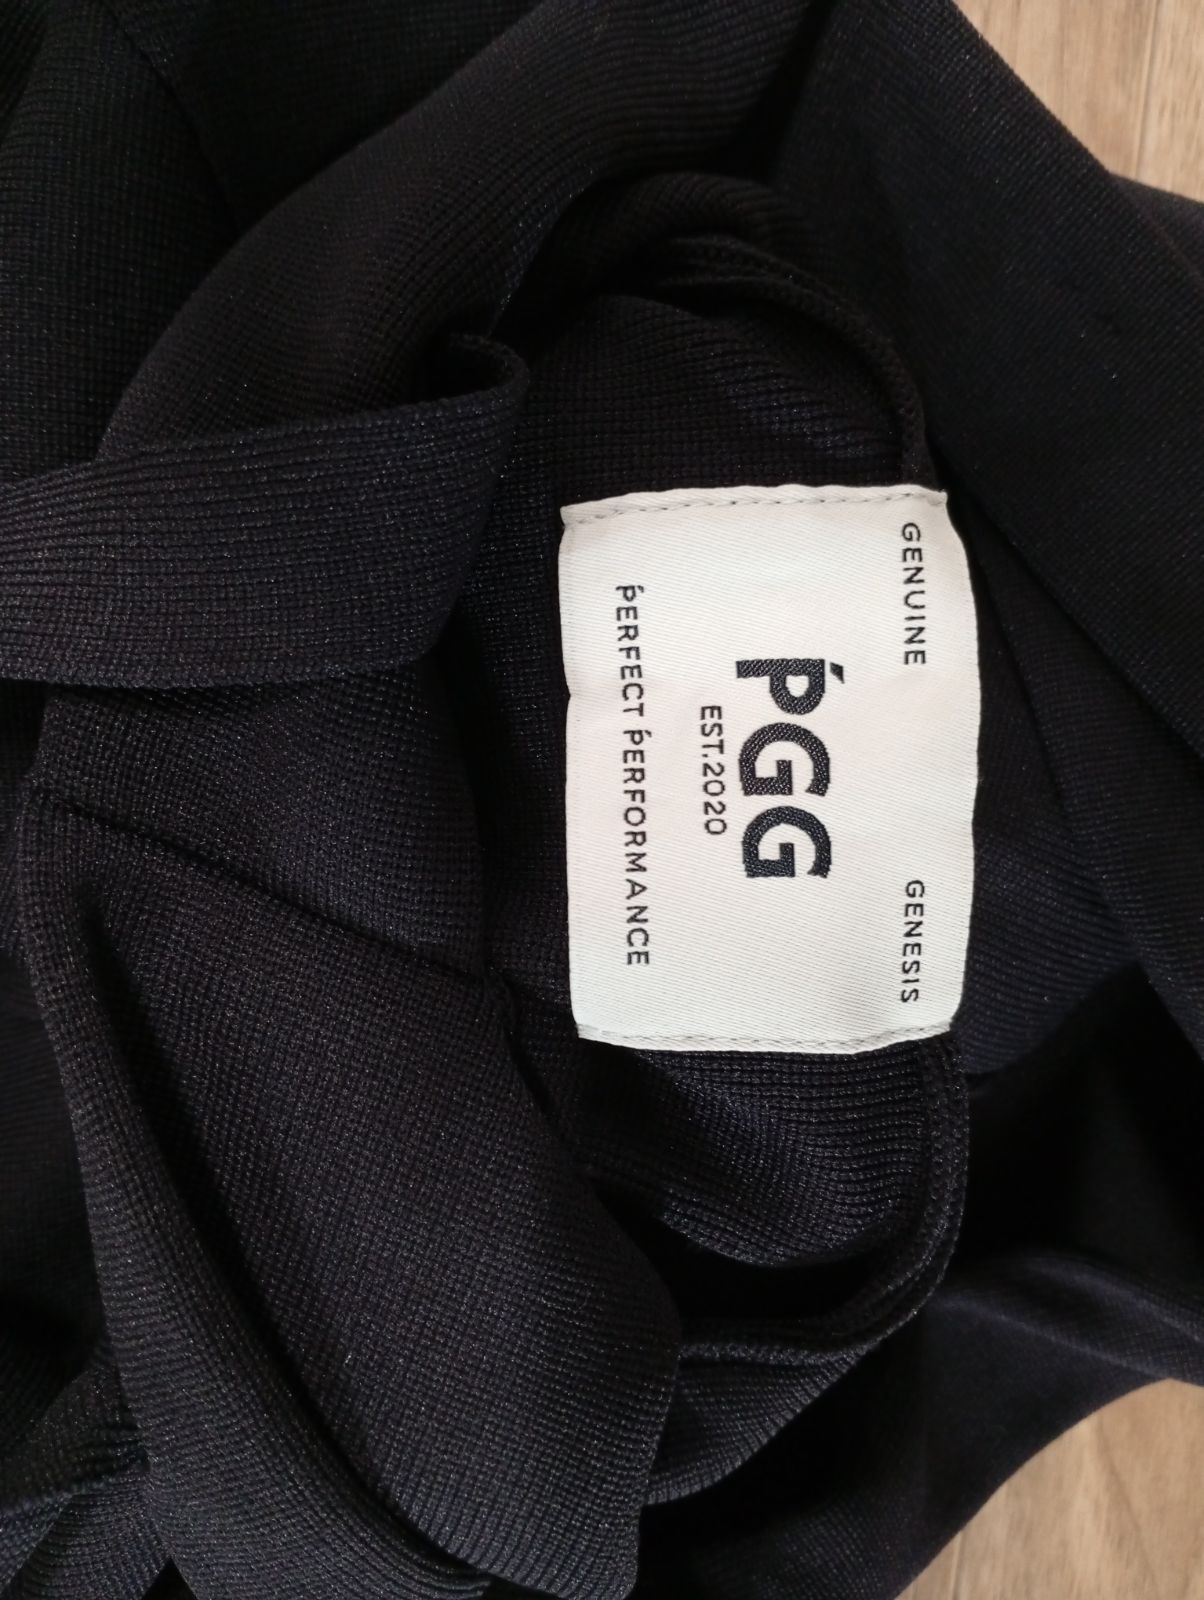 GENUINE GENESIS
ṔGG
EST.2020
ṔERFECT ṔERFORMANCE